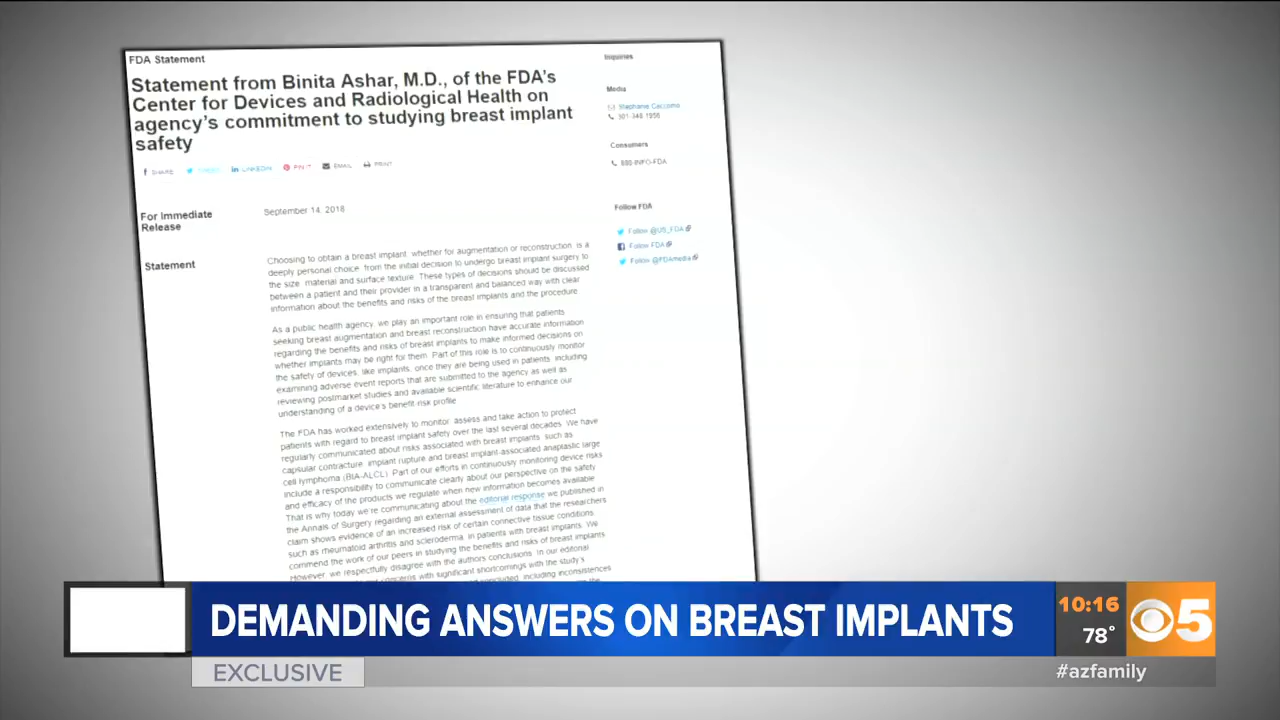 FDA Statement
Statement from Binita Ashar, M.D., of the FDA's
Center for Devices and Radiological Health on
agency's commitment to studying breast implant
safety
SHARE
LINKEDIN
PIN IT
EMAIL
PRINT
Inquiries
Media
Stephanie Caccomo
301-348-1956
Consumers
888-INFO-FDA
Follow FDA
Follow @US_FDA
Follow FDA
Follow @FDAmedia
For Immediate
Release
September 14, 2018
Statement
Choosing to obtain a breast implant, whether for augmentation or reconstruction, is a
deeply personal choice, from the initial decision to undergo breast implant surgery to
the size, material and surface texture. These types of decisions should be discussed
between a patient and their provider in a transparent and balanced way with clear
information about the benefits and risks of the breast implants and the procedure.
As a public health agency, we play an important role in ensuring that patients
seeking breast augmentation and breast reconstruction have accurate information
regarding the benefits and risks of breast implants to make informed decisions on
whether implants may be right for them. Part of this role is to continuously monitor
the safety of devices, like implants, once they are being used in patients, including
examining adverse event reports that are submitted to the agency as well as
reviewing postmarket studies and available scientific literature to enhance our
understanding of a device's benefit-risk profile.
The FDA has worked extensively to monitor, assess and take action to protect
patients with regard to breast implant safety over the last several decades. We have
regularly communicated about risks associated with breast implants, such as
capsular contracture, implant rupture and breast implant-associated anaplastic large
cell lymphoma (BIA-ALCL). Part of our efforts in continuously monitoring device risks
include a responsibility to communicate clearly about our perspective on the safety
and efficacy of the products we regulate when new information becomes available.
That is why today we're communicating about the editorial response we published in
the Annals of Surgery regarding an external assessment of data that the researchers
claim shows evidence of an increased risk of certain connective tissue conditions,
such as rheumatoid arthritis and scleroderma, in patients with breast implants. We
commend the work of our peers in studying the benefits and risks of breast implants.
However, we respectfully disagree with the authors conclusions. In our editorial
concerns with significant shortcomings with the study's
concluded, including inconsistences
DEMANDING ANSWERS ON BREAST IMPLANTS
10:16
78°
5
EXCLUSIVE
#azfamily